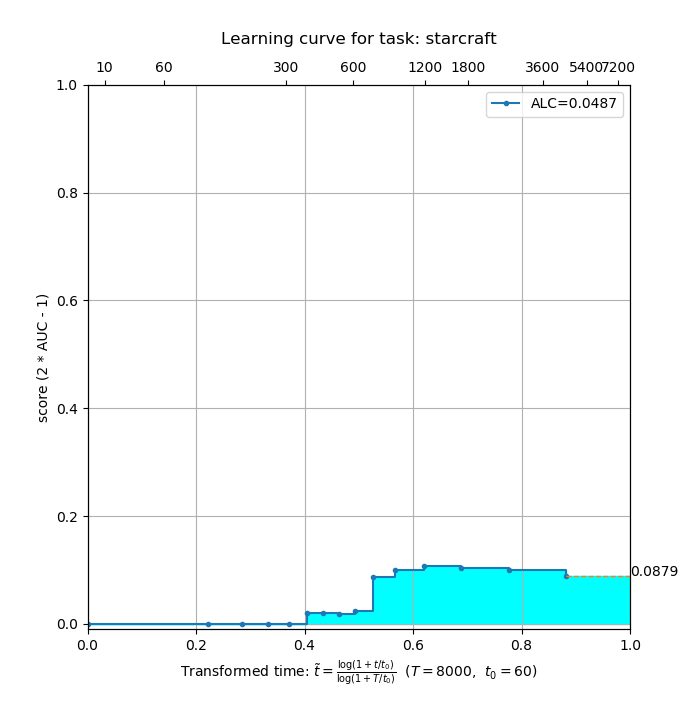 Learning curve for task: starcraft
10 60 300 600 1200 1800 3600 5400 7200
ALC=0.0487
1.0
0.8
0.6
0.4
0.2
0.0
score (2 * AUC - 1)
0.0879
0.0 0.2 0.4 0.6 0.8 1.0
Transformed time: t̃ = log(1 + t/t₀) / log(1 + T/t₀) (T = 8000, t₀ = 60)